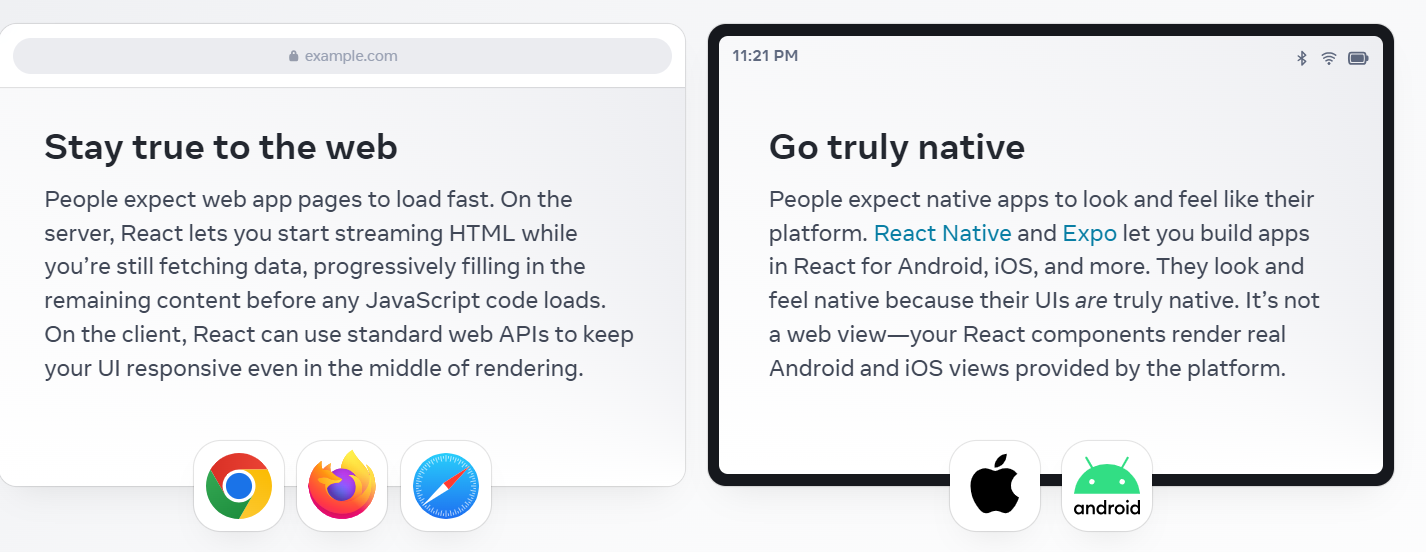 example.com
Stay true to the web
People expect web app pages to load fast. On the
server, React lets you start streaming HTML while
you’re still fetching data, progressively filling in the
remaining content before any JavaScript code loads.
On the client, React can use standard web APIs to keep
your UI responsive even in the middle of rendering.
11:21 PM
Go truly native
People expect native apps to look and feel like their
platform. React Native and Expo let you build apps
in React for Android, iOS, and more. They look and
feel native because their UIs are truly native. It’s not
a web view—your React components render real
Android and iOS views provided by the platform.
android